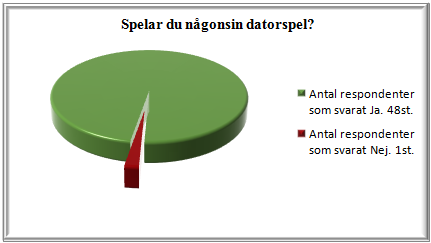 Spelar du någonsin datorspel?
Antal respondenter
som svarat Ja. 48st.
Antal respondenter
som svarat Nej. 1st.